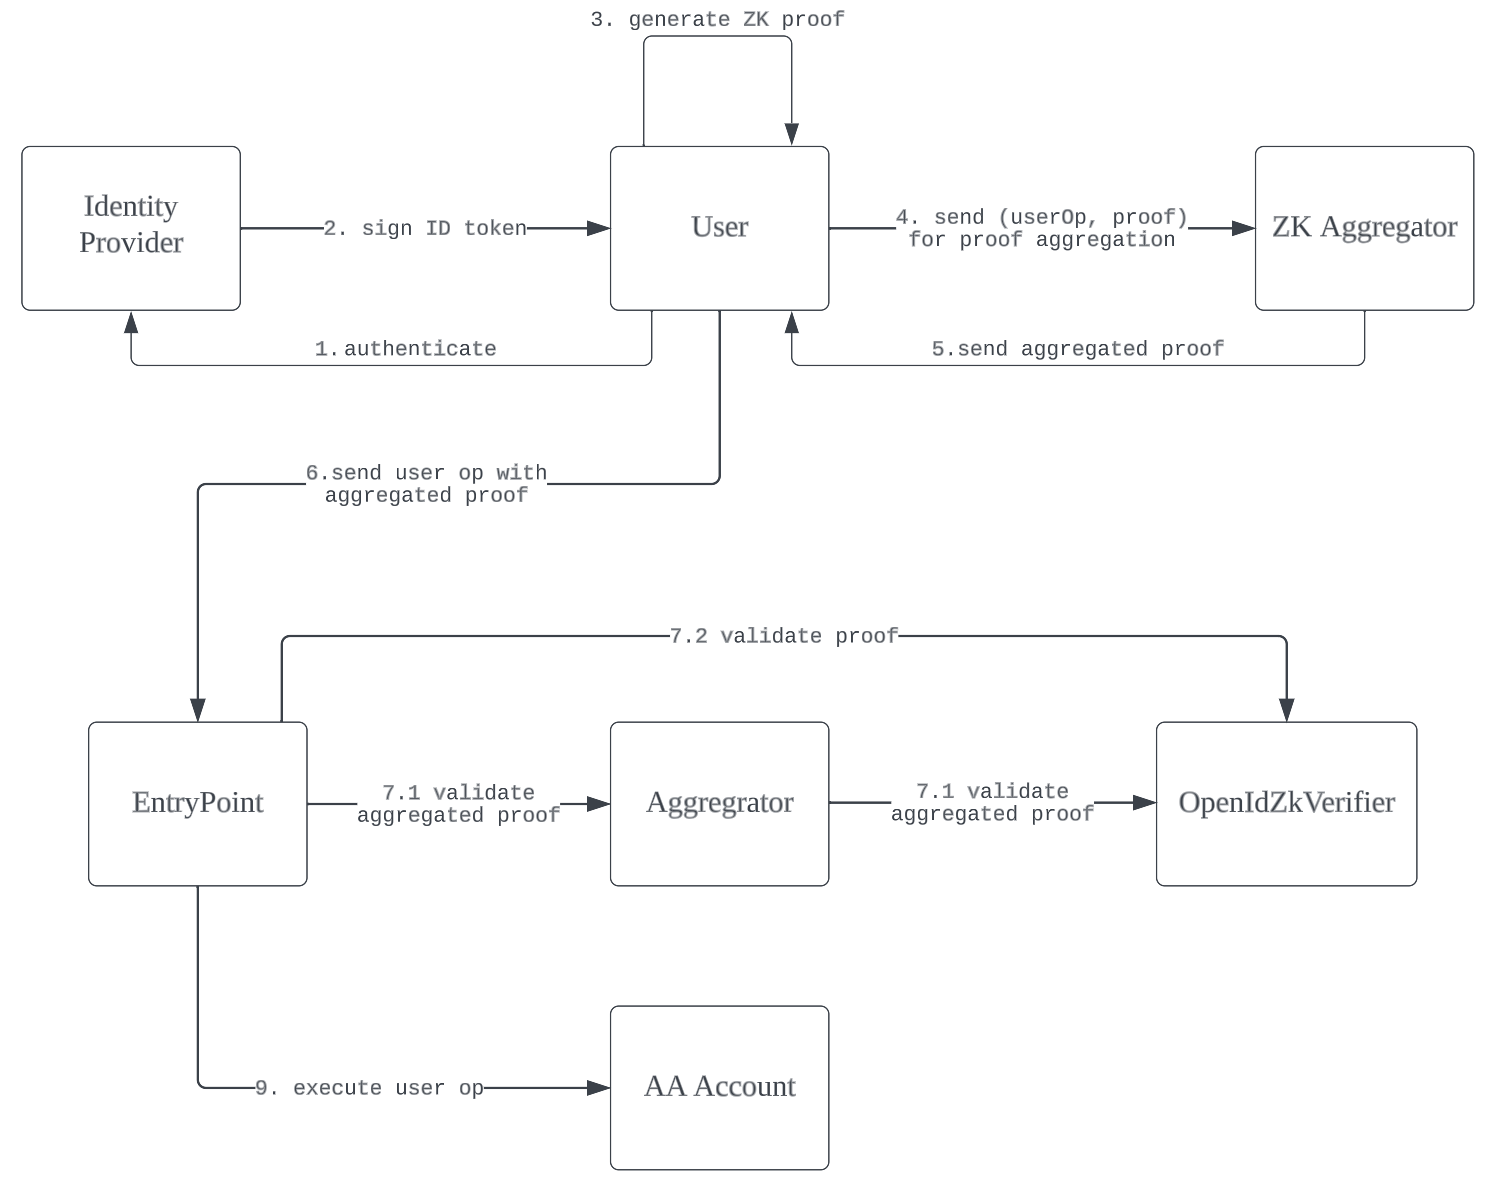 3. generate ZK proof
Identity
Provider
2. sign ID token
User
4. send (userOp, proof)
for proof aggregation
ZK Aggregator
1.authenticate
5.send aggregated proof
6.send user op with
aggregated proof
7.2 validate proof
EntryPoint
7.1 validate
aggregated proof
Aggregrator
7.1 validate
aggregated proof
OpenIdZkVerifier
9. execute user op
AA Account